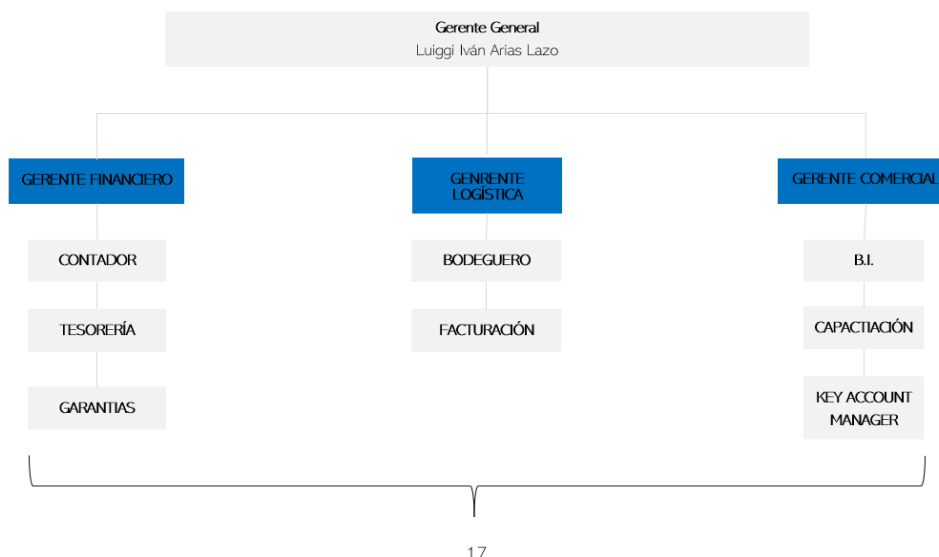 Gerente General
Luiggi Iván Arias Lazo
GERENTE FINANCIERO
GENRENTE
LOGÍSTICA
GERENTE COMERCIAL
CONTADOR
BODEGUERO
B.I.
TESORERÍA
FACTURACIÓN
CAPACTIACIÓN
GARANTIAS
KEY ACCOUNT
MANAGER
17